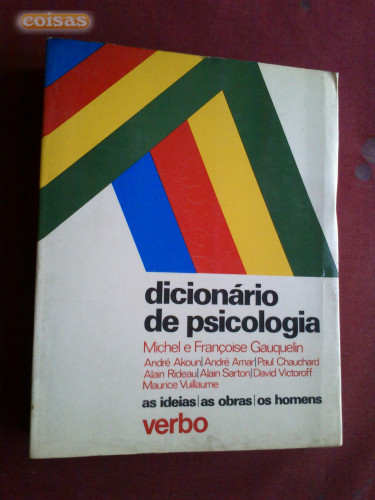 coisas
dicionário
de psicologia
Michel e Françoise Gauquelin
André Akoun|André Amar|Paul Chauchard
Alain Rideau|Alain Sarton|David Victoroff
Maurice Vuillaume
as ideias|as obras|os homens
verbo